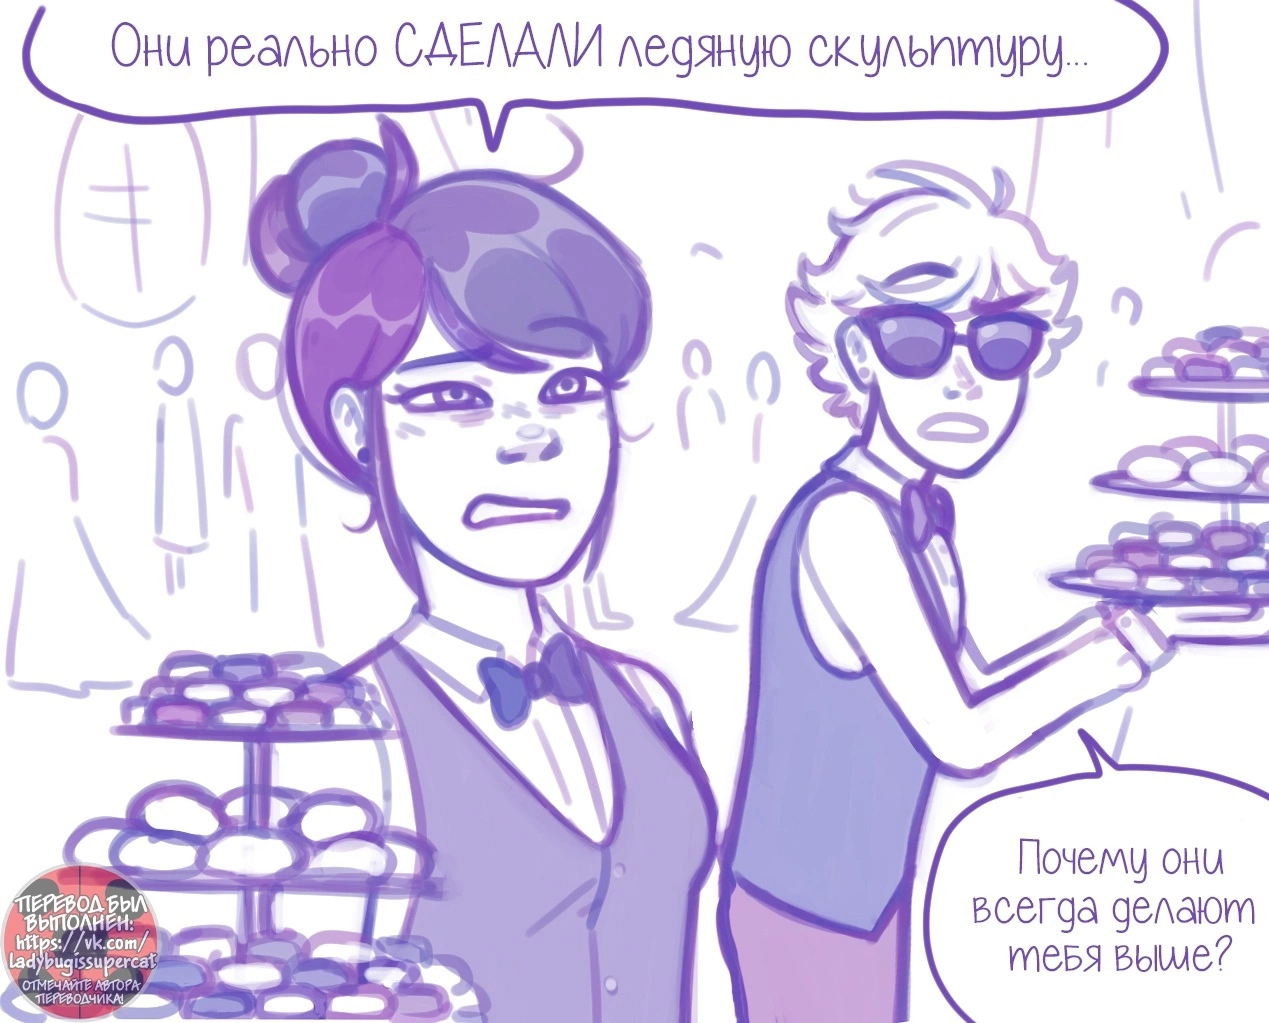 Они реально СДЕЛАЛИ ледяную скульптуру...
Почему они
всегда делают
тебя выше?
ПЕРЕВОД БЫЛ
ВЫПОЛНЕН:
https://vk.com/
ladybugissupercat
ОТМЕЧАЙТЕ АВТОРА
ПЕРЕВОДЧИКА!